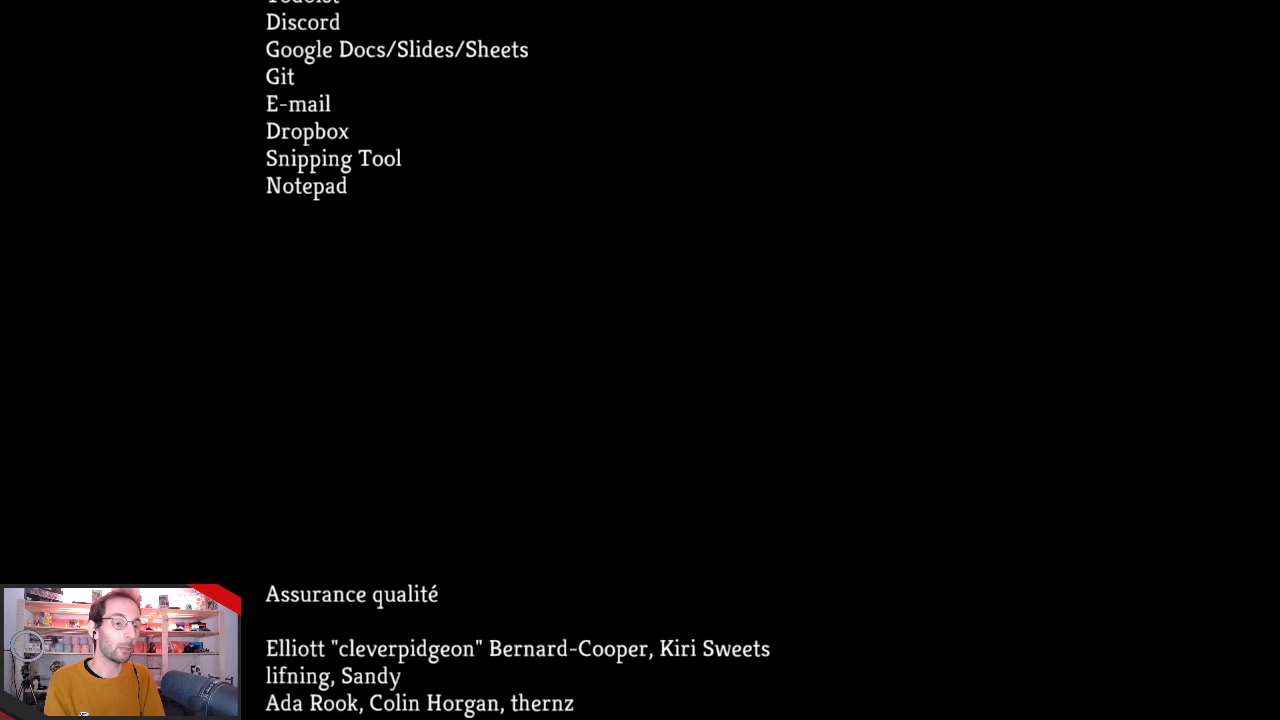 Todoist
Discord
Google Docs/Slides/Sheets
Git
E-mail
Dropbox
Snipping Tool
Notepad
Assurance qualité
Elliott "cleverpidgeon" Bernard-Cooper, Kiri Sweets
lifning, Sandy
Ada Rook, Colin Horgan, thernz